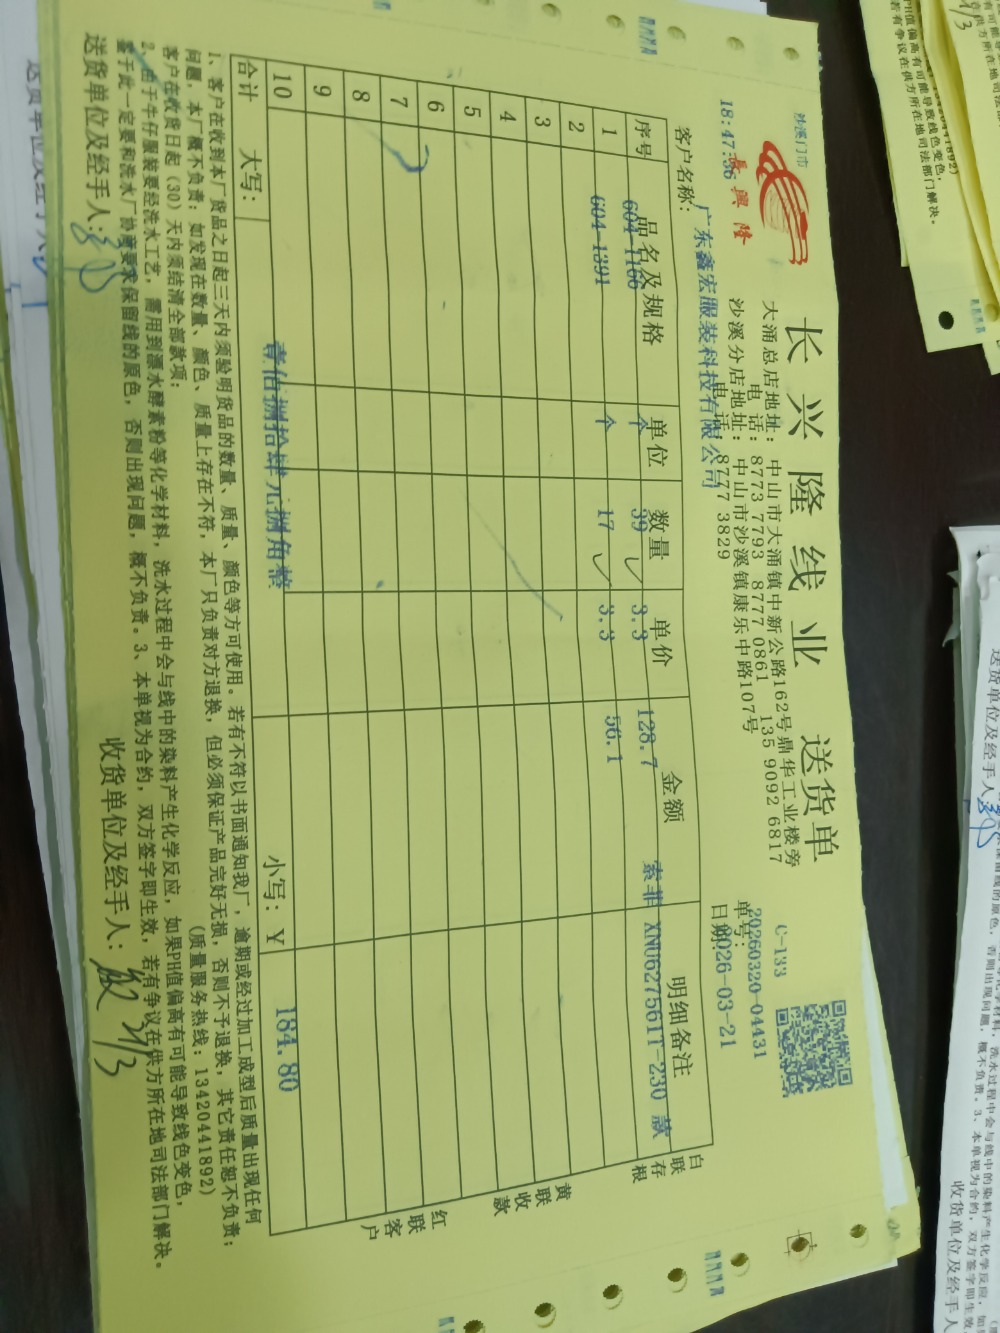 长兴隆线业 送货单
沙溪门市
長興隆
18:47:36
大涌总店地址：中山市大涌镇中新公路162号鼎华工业楼旁
电 话：8773 7793 8777 0861 135 9092 6817
沙溪分店地址：中山市沙溪镇康乐中路107号
电 话：8777 3829
C-133
单号：20260320-04431
日期：2026-03-21
客户名称：广东鑫宏服装科技有限公司
序号 品名及规格 单位 数量 单价 金额 明细备注
1 604-1166 个 39 3.3 128.7 索菲 XNU627561T-230 款
604-1391 个 17 3.3 56.1
2
3
4
5
6
7
8
9
10
合计 大写：壹佰捌拾肆元捌角整 小写：Y 184.80
白联存根
黄联收款
红联客户
1、客户在收到本厂货品之日起三天内须验明货品的数量、质量、颜色等方可使用。若有不符以书面通知我厂，逾期或经过加工成型后质量出现任何
问题，本厂概不负责；如发现在数量、颜色、质量上存在不符，本厂只负责对方退换，但必须保证产品完好无损，否则不予退换，其它责任恕不负责；
客户在收货日起（30）天内须结清全部款项； （质量服务热线：13420441892）
2、由于牛仔服装要经洗水工艺，需用到漂水酵素粉等化学材料，洗水过程中会与线中的染料产生化学反应，如果PH值偏高有可能导致线色变色，
鉴于此一定要和洗水厂协商要求保留线的原色，否则出现问题，概不负责。3、本单视为合约，双方签字即生效，若有争议在供方所在地司法部门解决。
送货单位及经手人： 收货单位及经手人： 21/3